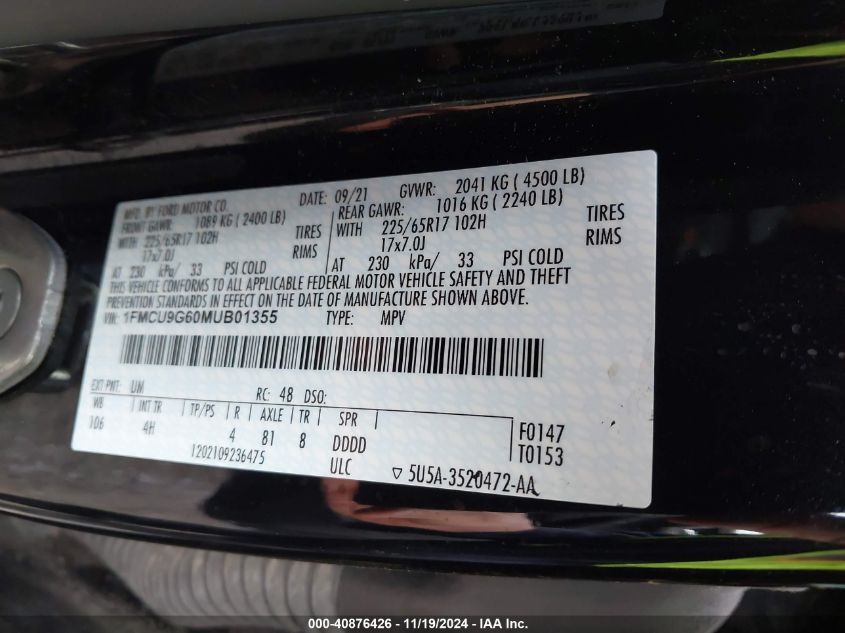 MFD. BY FORD MOTOR CO.
DATE: 09/21 GVWR: 2041 KG ( 4500 LB)
FRONT GAWR: 1089 KG ( 2400 LB) REAR GAWR: 1016 KG ( 2240 LB)
WITH 225/65R17 102H TIRES WITH 225/65R17 102H TIRES
17x7.0J RIMS 17x7.0J RIMS
AT 230 kPa/ 33 PSI COLD AT 230 kPa/ 33 PSI COLD
THIS VEHICLE CONFORMS TO ALL APPLICABLE FEDERAL MOTOR VEHICLE SAFETY AND THEFT
PREVENTION STANDARDS IN EFFECT ON THE DATE OF MANUFACTURE SHOWN ABOVE.
VIN: 1FMCU9G60MUB01355 TYPE: MPV
EXT PNT: UM RC: 48 DSO:
WB INT TR TP/PS R AXLE TR SPR
106 4H 4 81 8 DDDD F0147
T0153
1202109236475 ULC ▽ 5U5A-3520472-AA
000-40876426 - 11/19/2024 - IAA Inc.